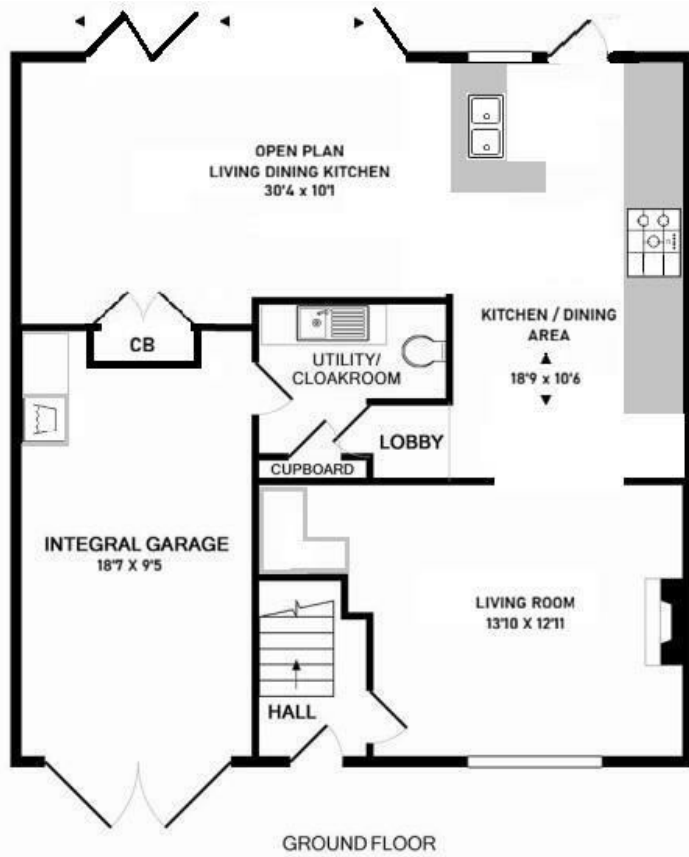 OPEN PLAN
LIVING DINING KITCHEN
30'4 x 10'1
CB
UTILITY/
CLOAKROOM
KITCHEN / DINING
AREA
18'9 x 10'6
LOBBY
CUPBOARD
INTEGRAL GARAGE
18'7 X 9'5
LIVING ROOM
13'10 X 12'11
HALL
GROUND FLOOR